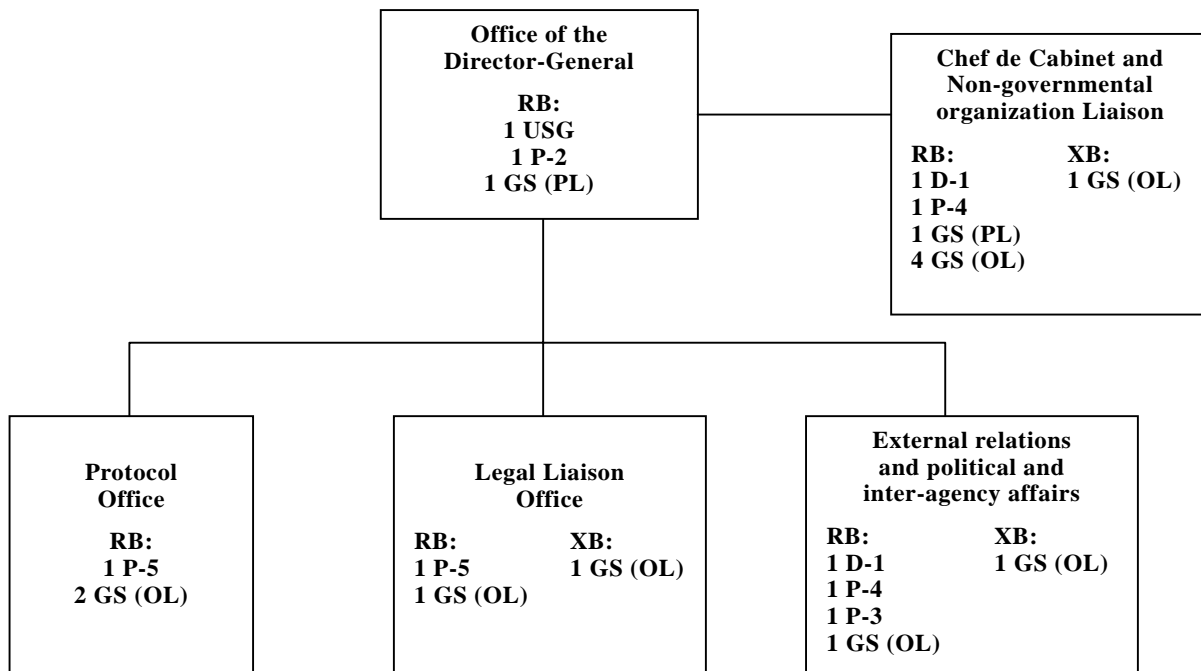 Office of the
Director-General
RB:
1 USG
1 P-2
1 GS (PL)
Chef de Cabinet and
Non-governmental
organization Liaison
RB: XB:
1 D-1 1 GS (OL)
1 P-4
1 GS (PL)
4 GS (OL)
Protocol
Office
RB:
1 P-5
2 GS (OL)
Legal Liaison
Office
RB: XB:
1 P-5 1 GS (OL)
1 GS (OL)
External relations
and political and
inter-agency affairs
RB: XB:
1 D-1 1 GS (OL)
1 P-4
1 P-3
1 GS (OL)